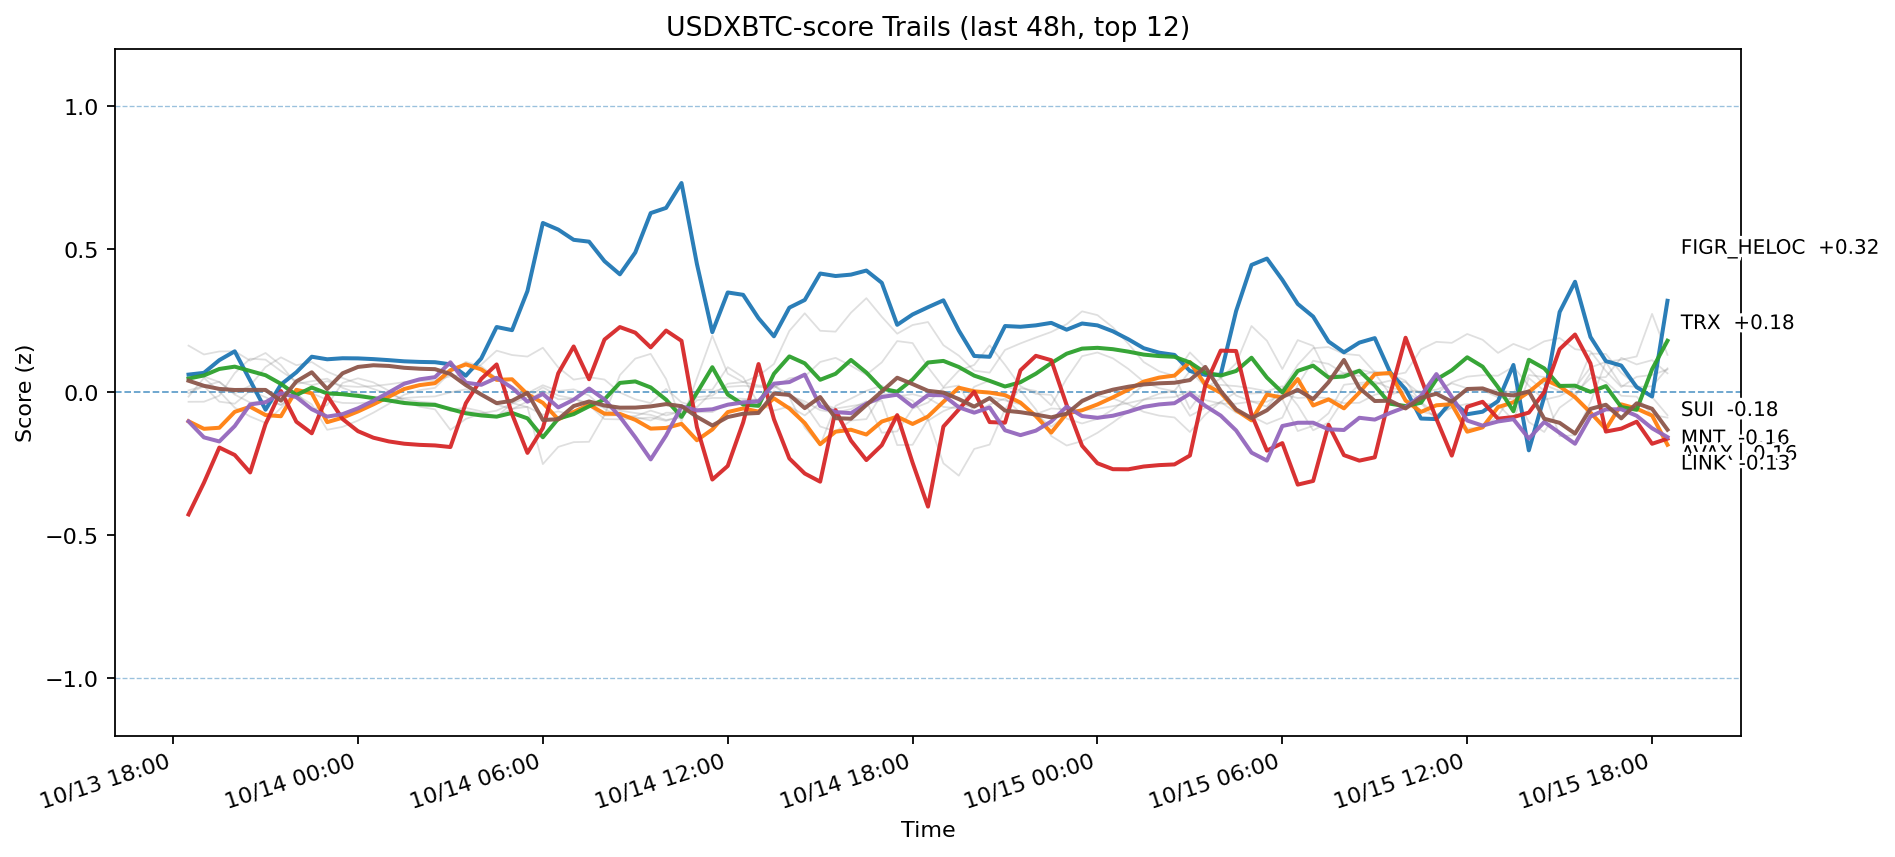 USDXBTC-score Trails (last 48h, top 12)
Score (z)
1.0
0.5
0.0
−0.5
−1.0
FIGR_HELOC +0.32
TRX +0.18
SUI -0.18
MNT -0.16
LINK -0.13
10/13 18:00
10/14 00:00
10/14 06:00
10/14 12:00
10/14 18:00
10/15 00:00
10/15 06:00
10/15 12:00
10/15 18:00
Time